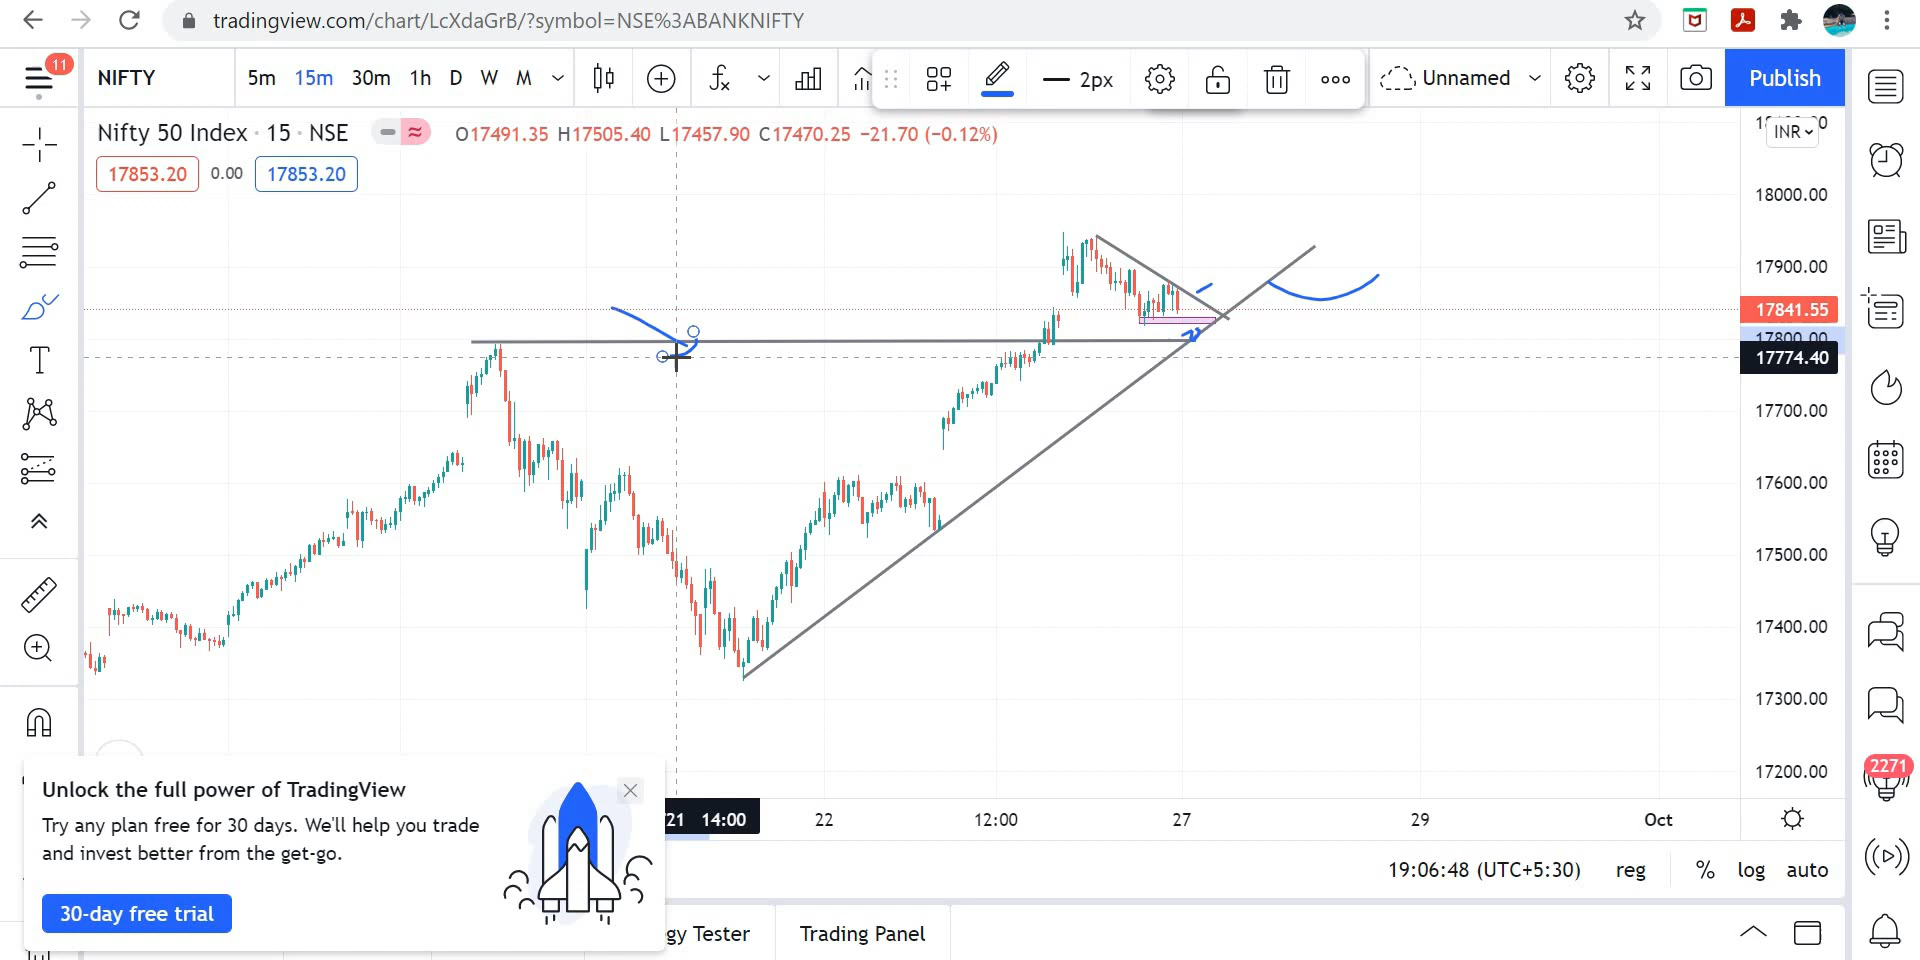 tradingview.com/chart/LcXdaGrB/?symbol=NSE%3ABANKNIFTY
11
NIFTY
5m 15m 30m 1h D W M
2px
Unnamed
Publish
Nifty 50 Index · 15 · NSE
O17491.35 H17505.40 L17457.90 C17470.25 −21.70 (−0.12%)
INR
17853.20 0.00 17853.20
18000.00
17900.00
17841.55
17800.00
17774.40
17700.00
17600.00
17500.00
17400.00
17300.00
17200.00
2271
21 14:00 22 12:00 27 29 Oct
Unlock the full power of TradingView
Try any plan free for 30 days. We'll help you trade
and invest better from the get-go.
30-day free trial
19:06:48 (UTC+5:30) reg % log auto
gy Tester Trading Panel